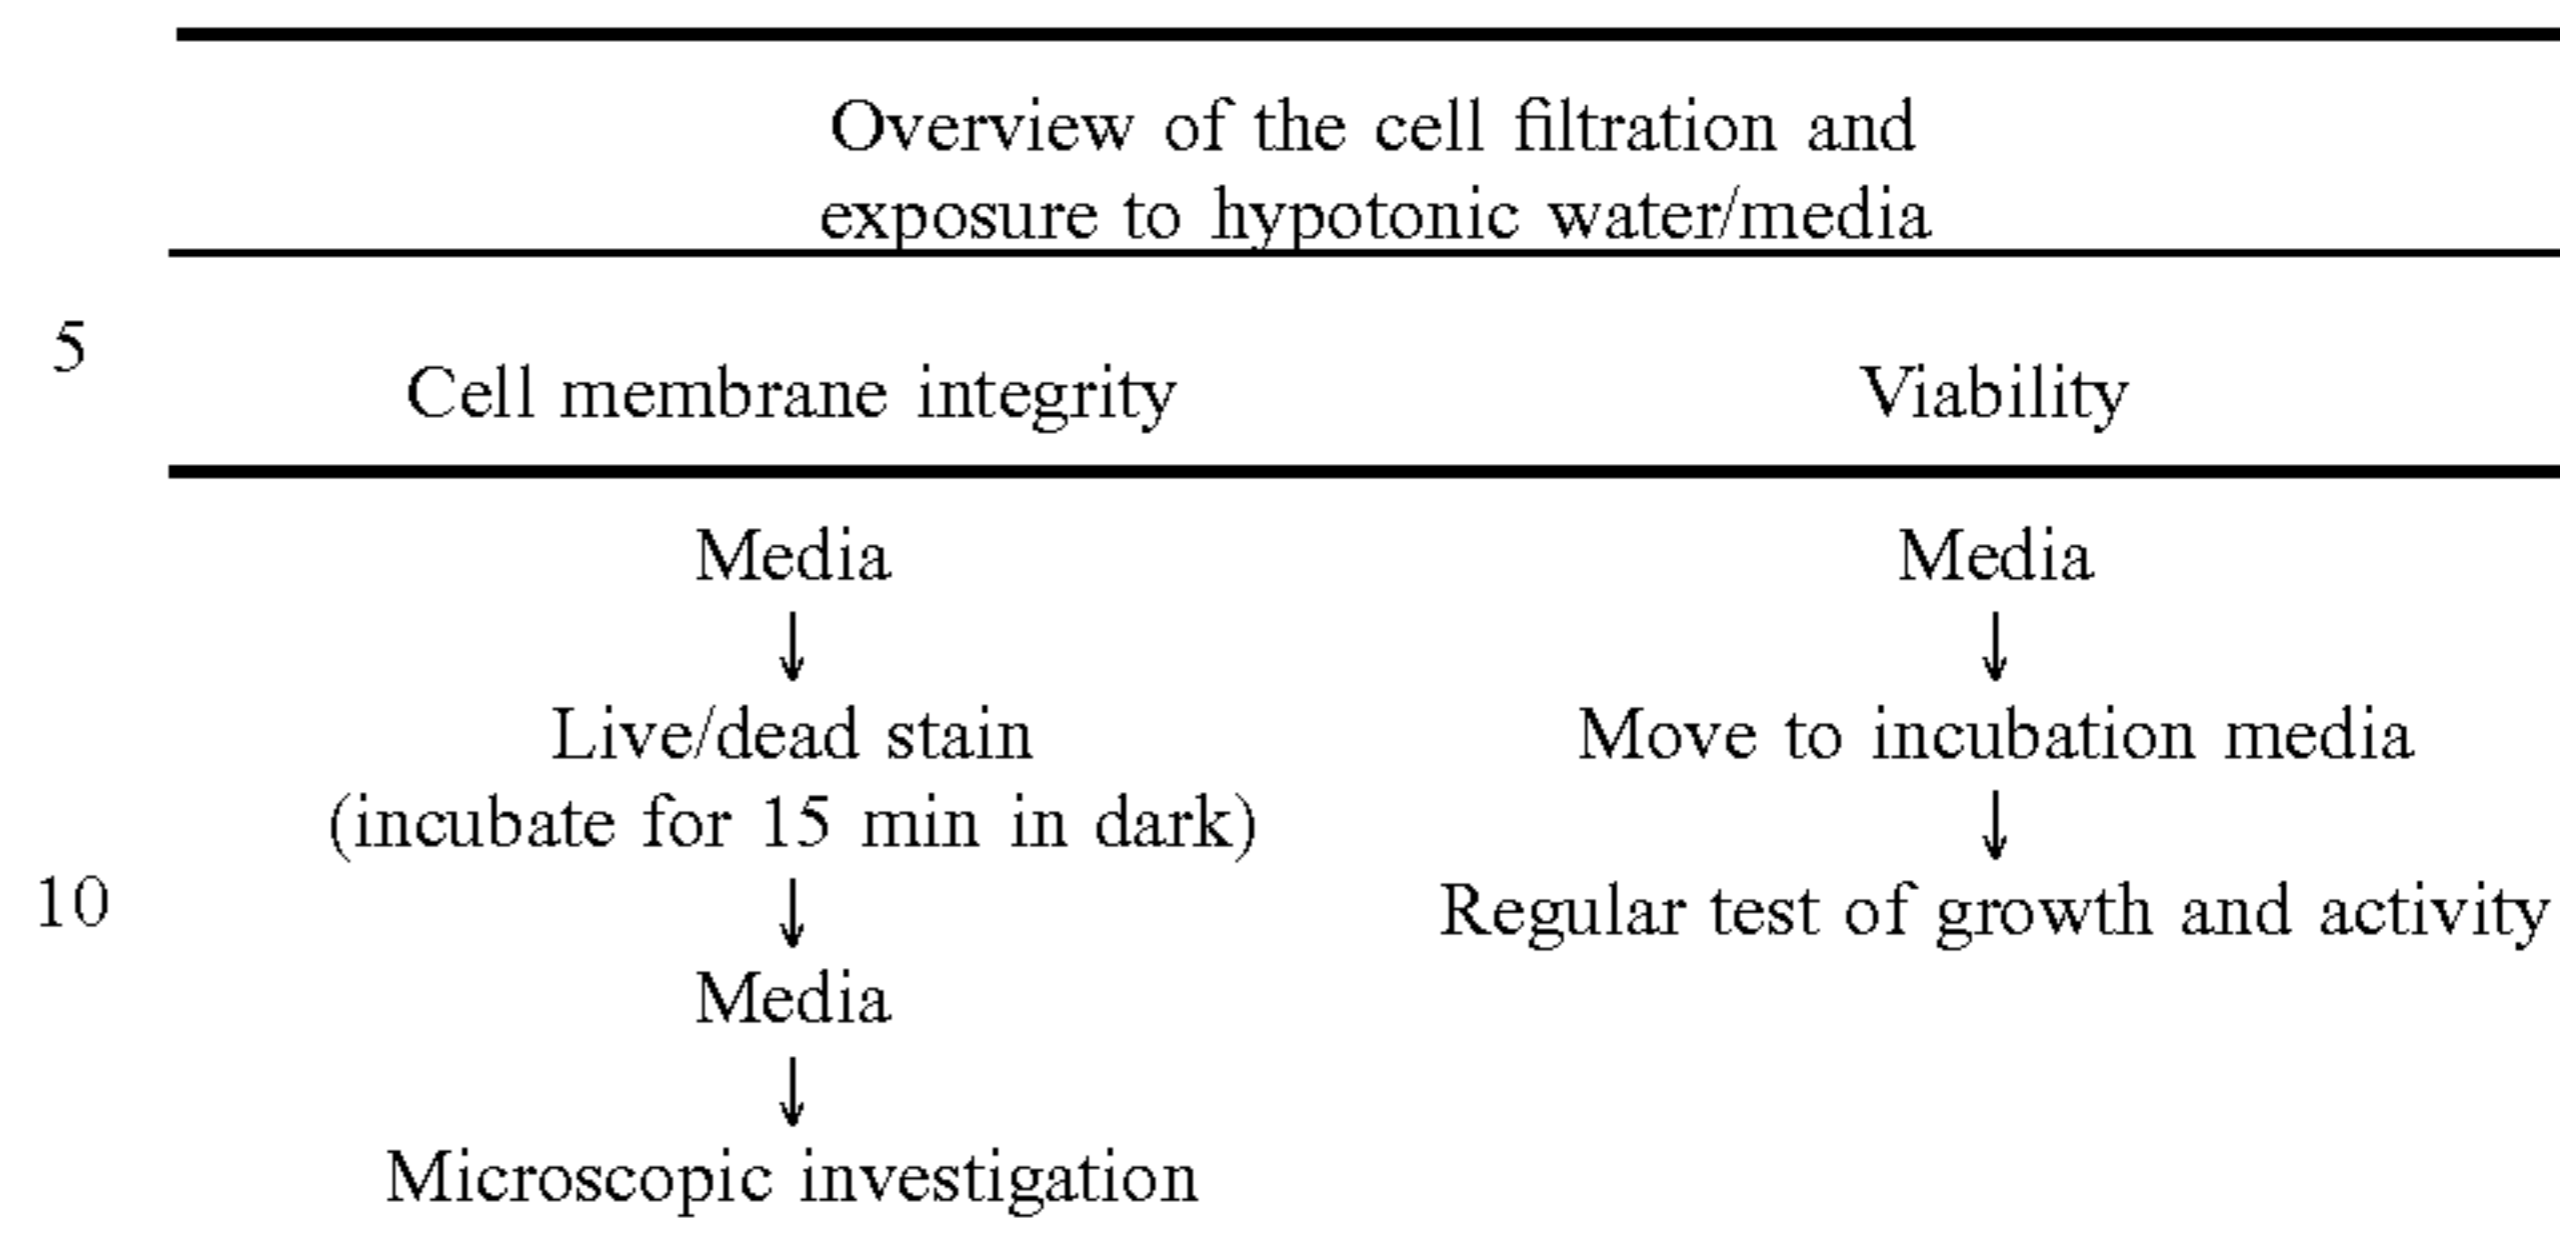 Overview of the cell filtration and
exposure to hypotonic water/media
5
Cell membrane integrity Viability
Media Media
↓ ↓
Live/dead stain Move to incubation media
(incubate for 15 min in dark) ↓
10 ↓ Regular test of growth and activity
Media
↓
Microscopic investigation